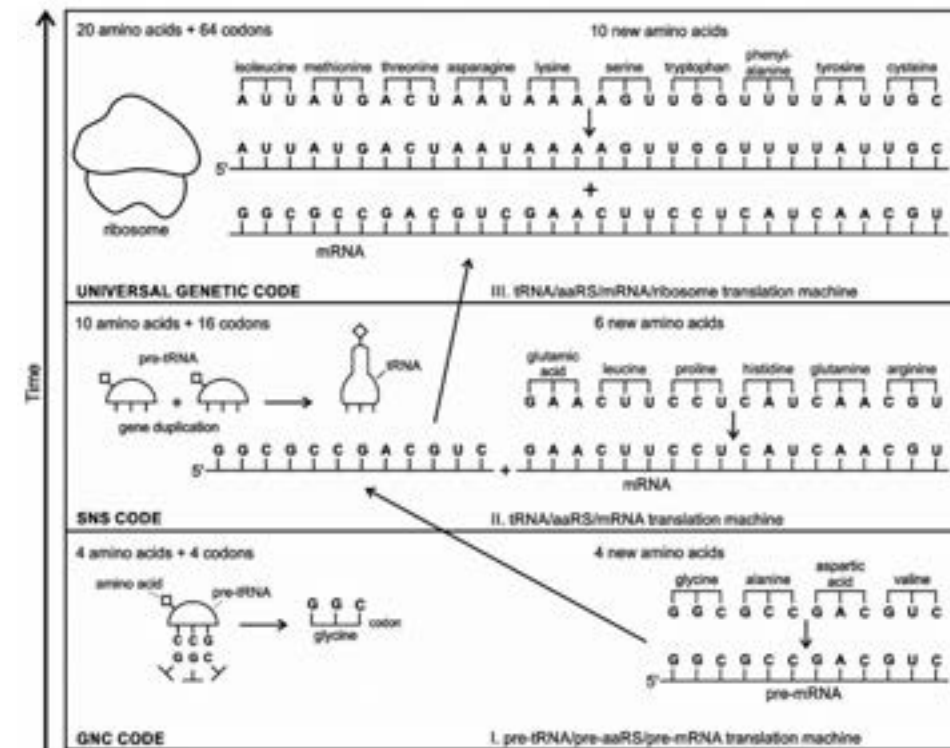 20 amino acids + 64 codons
10 new amino acids
isoleucine methionine threonine asparagine lysine serine tryptophan phenyl-alanine tyrosine cysteine
A U U A U G A C U A A U A A A A G U U G G U U U U A U U G C
A U U A U G A C U A A U A A A A G U U G G U U U U A U U G C
5'
+
G G C G C C G A C G U C G A A C U U C C U C A U C A A C G U
mRNA
ribosome
UNIVERSAL GENETIC CODE
III. tRNA/aaRS/mRNA/ribosome translation machine
10 amino acids + 16 codons
6 new amino acids
pre-tRNA
+
gene duplication
tRNA
glutamic acid leucine proline histidine glutamine arginine
G A A C U U C C U C A U C A A C G U
G G C G C C G A C G U C
5'
+
G A A C U U C C U C A U C A A C G U
mRNA
SNS CODE
II. tRNA/aaRS/mRNA translation machine
4 amino acids + 4 codons
4 new amino acids
amino acid
pre-tRNA
C C G
G G C
G G C
codon
glycine
glycine alanine aspartic acid valine
G G C G C C G A C G U C
G G C G C C G A C G U C
5'
pre-mRNA
GNC CODE
I. pre-tRNA/pre-aaRS/pre-mRNA translation machine
Time